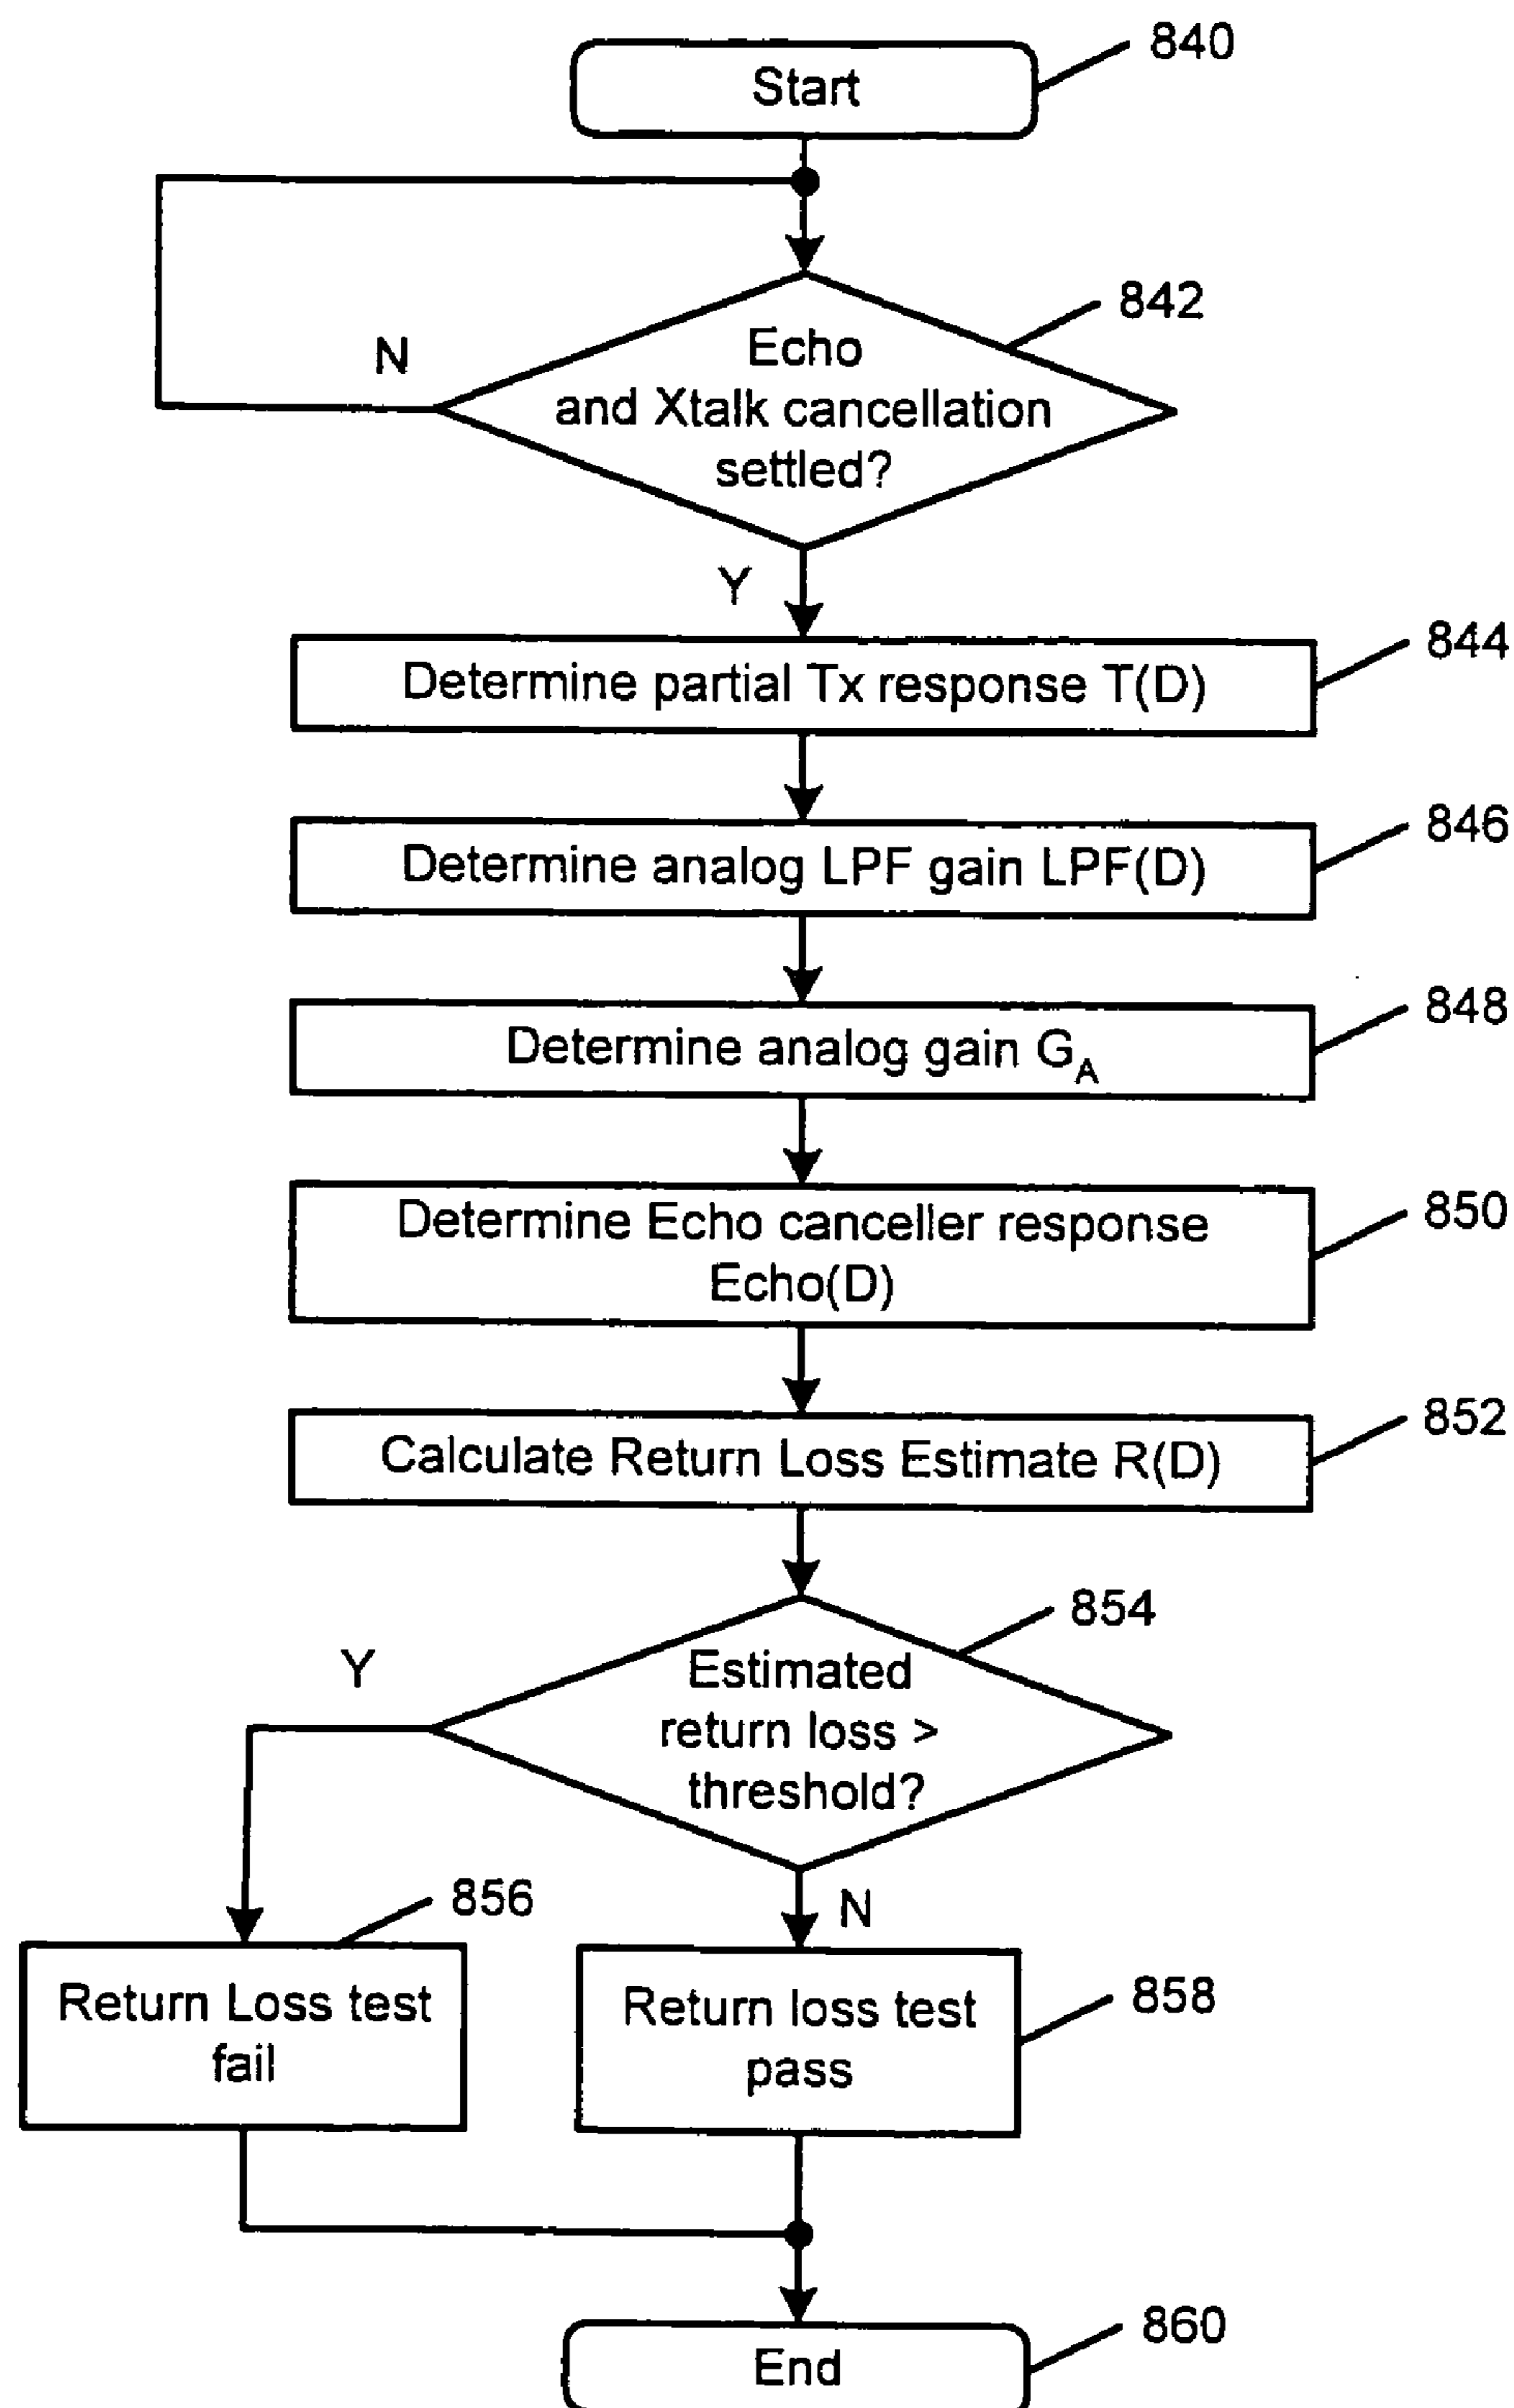 Start
840
Echo
and Xtalk cancellation
settled?
842
N
Y
Determine partial Tx response T(D)
844
Determine analog LPF gain LPF(D)
846
Determine analog gain G_A
848
Determine Echo canceller response
Echo(D)
850
Calculate Return Loss Estimate R(D)
852
Estimated
return loss >
threshold?
854
Y
N
Return Loss test
fail
856
Return loss test
pass
858
End
860